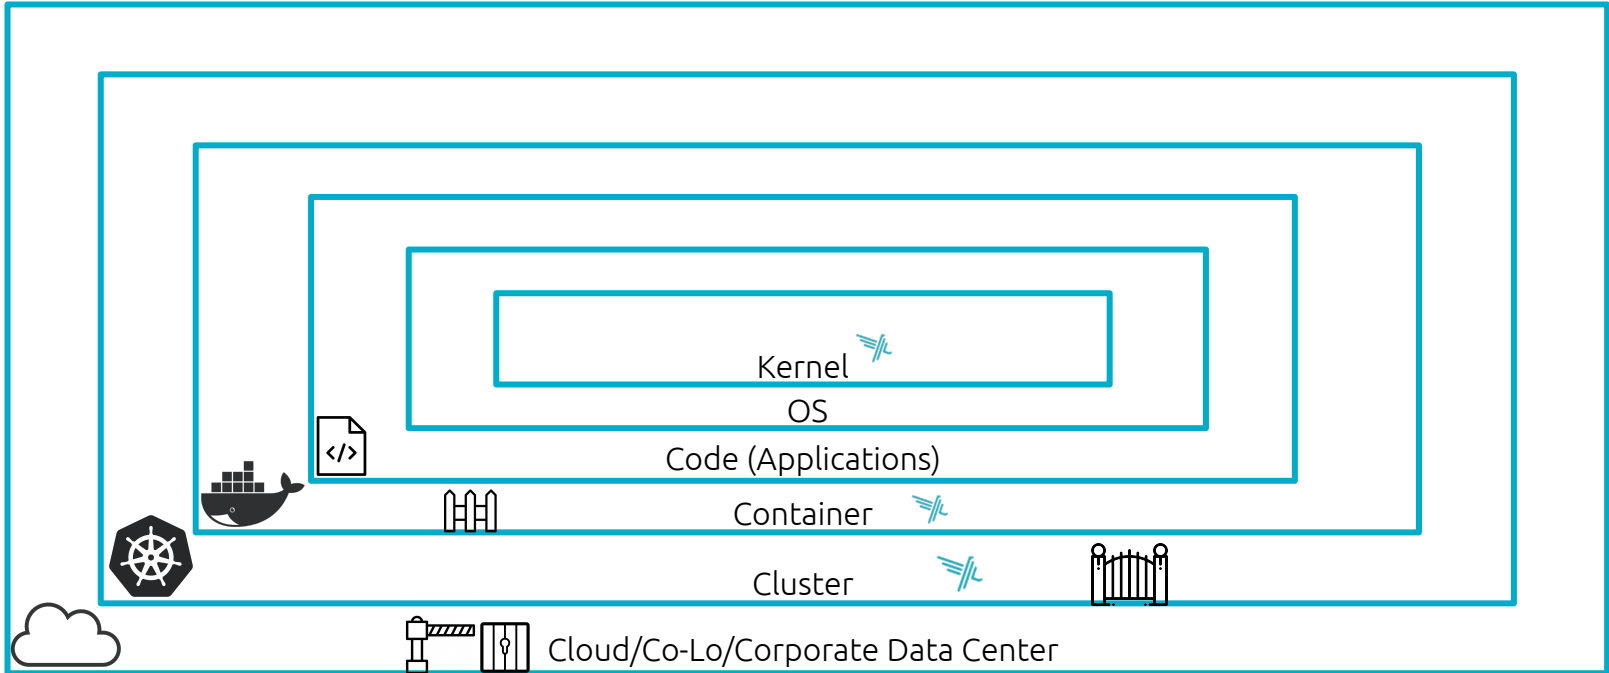 Kernel
OS
</>
Code (Applications)
Container
Cluster
Cloud/Co-Lo/Corporate Data Center